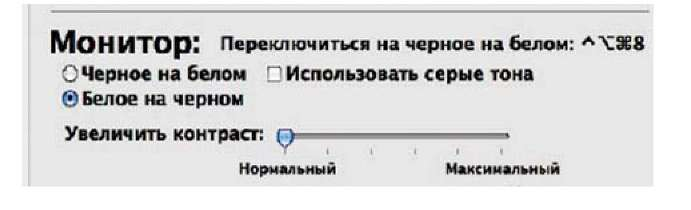 Монитор: Переключиться на черное на белом: ^⌥⌘8
Черное на белом Использовать серые тона
Белое на черном
Увеличить контраст:
Нормальный Максимальный